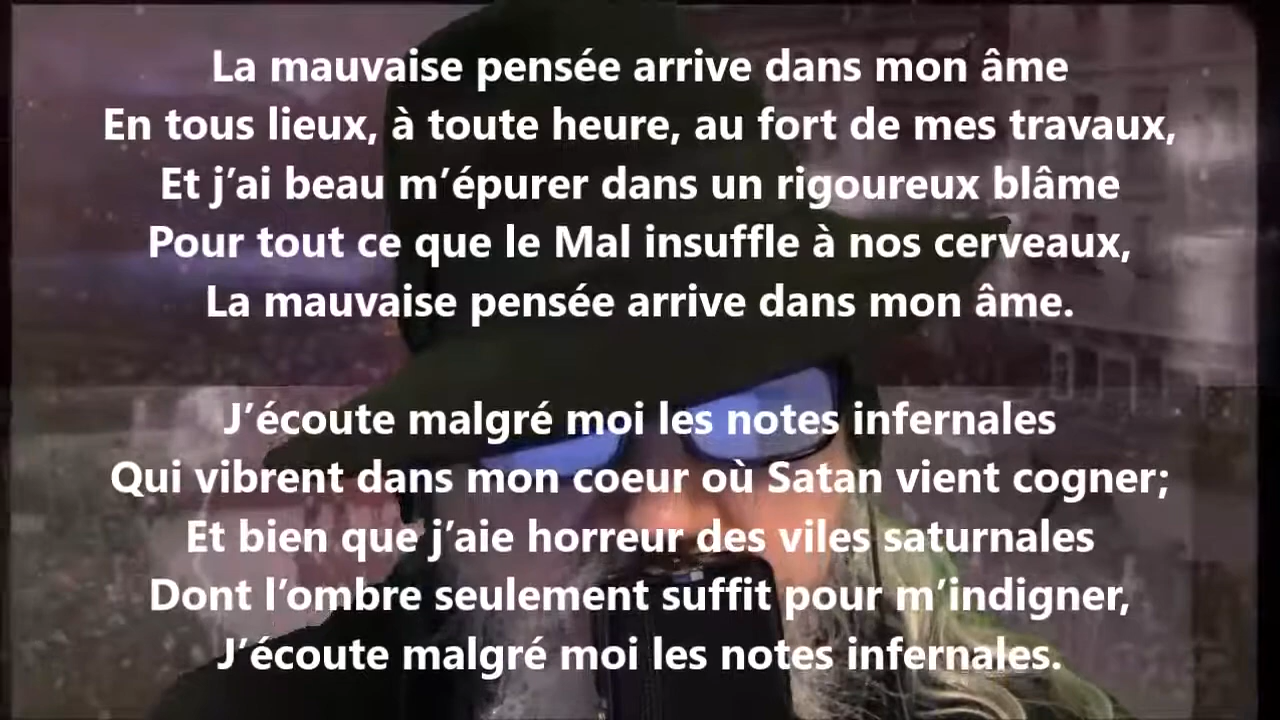 La mauvaise pensée arrive dans mon âme
En tous lieux, à toute heure, au fort de mes travaux,
Et j’ai beau m’épurer dans un rigoureux blâme
Pour tout ce que le Mal insuffle à nos cerveaux,
La mauvaise pensée arrive dans mon âme.
J’écoute malgré moi les notes infernales
Qui vibrent dans mon coeur où Satan vient cogner;
Et bien que j’aie horreur des viles saturnales
Dont l’ombre seulement suffit pour m’indigner,
J’écoute malgré moi les notes infernales.